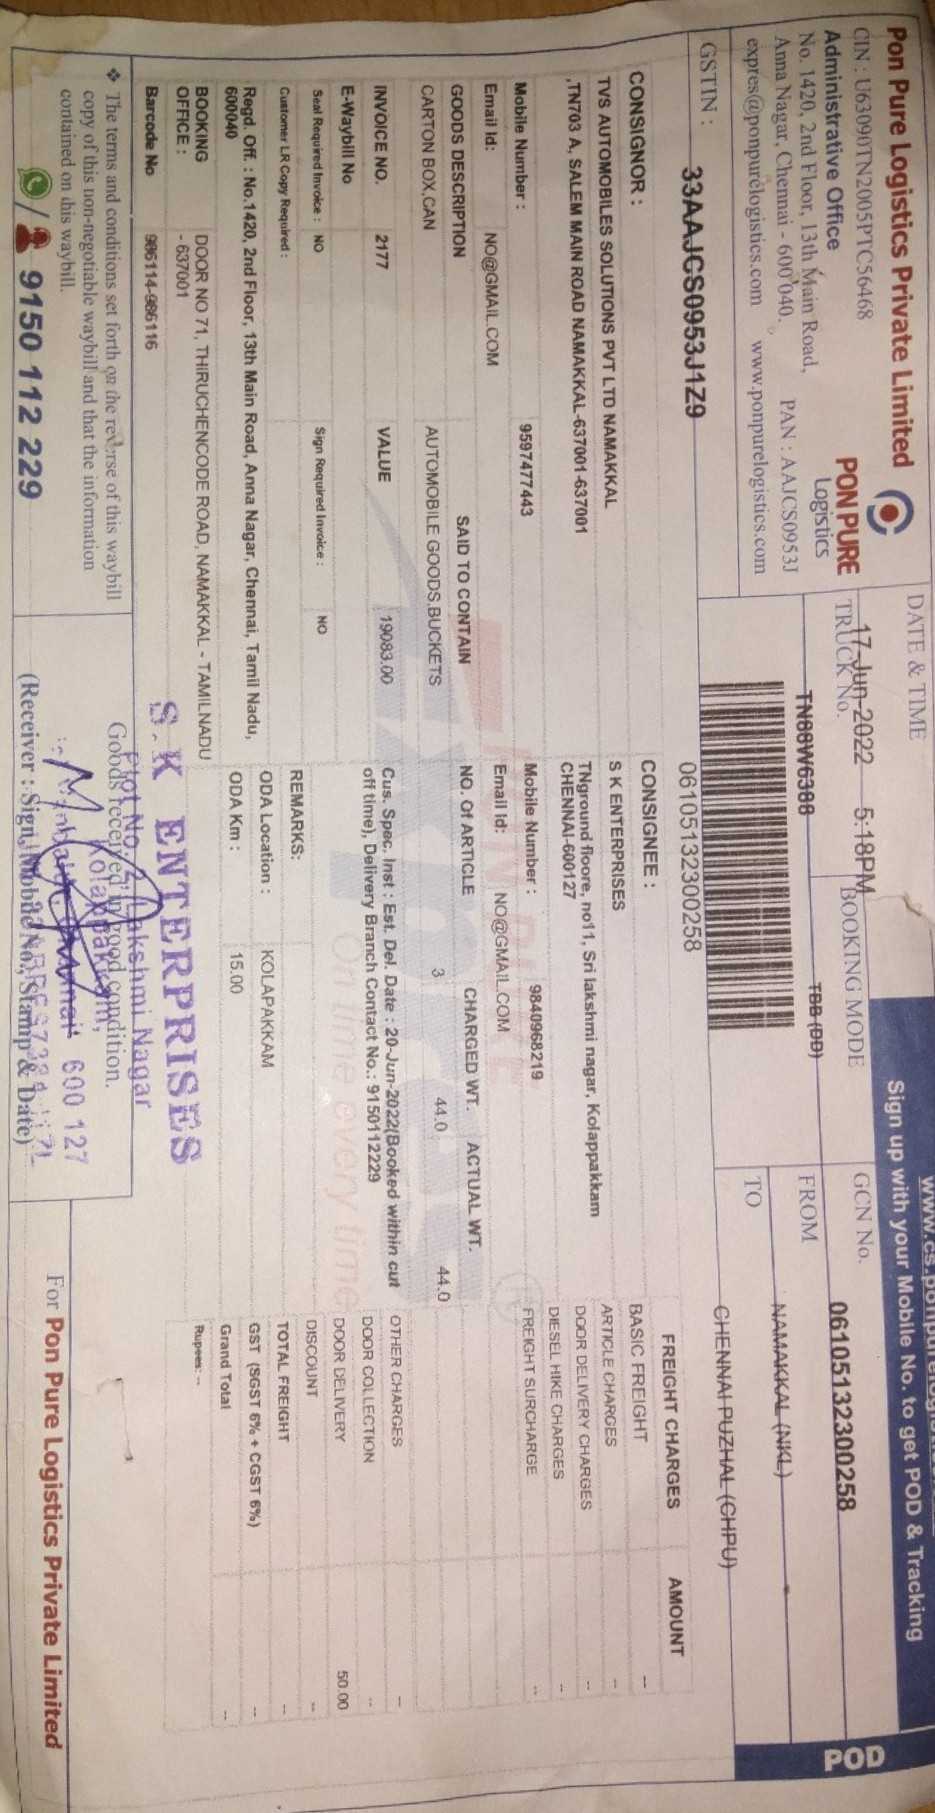 Pon Pure Logistics Private Limited
CIN : U63090TN2005PTC56468
Administrative Office
No. 1420, 2nd Floor, 13th Main Road,
Anna Nagar, Chennai - 600 040.
PAN : AAJCS0953J
expres@ponpurelogistics.com www.ponpurelogistics.com
PON PURE
Logistics
GSTIN : 33AAJCS0953J1Z9
DATE & TIME
17-Jun-2022 5:18PM
TRUCK No.
TN88W6388
BOOKING MODE
TBB (DD)
Sign up with your Mobile No. to get POD & Tracking
GCN No. 06105132300258
FROM NAMAKKAL (NKL)
TO CHENNAI PUZHAL (CHPU)
POD
06105132300258
CONSIGNOR :
TVS AUTOMOBILES SOLUTIONS PVT LTD NAMAKKAL
,TN703 A, SALEM MAIN ROAD NAMAKKAL-637001-637001
Mobile Number : 9597477443
Email Id: NO@GMAIL.COM
CONSIGNEE :
S K ENTERPRISES
TNground floore, no11, Sri lakshmi nagar, Kolappakkam
CHENNAI-600127
Mobile Number : 9840968219
Email Id: NO@GMAIL.COM
GOODS DESCRIPTION SAID TO CONTAIN NO. Of ARTICLE CHARGED WT. ACTUAL WT.
CARTON BOX,CAN AUTOMOBILE GOODS,BUCKETS 3 44.0 44.0
INVOICE NO. 2177 VALUE 19083.00
E-Waybill No
Seal Required Invoice : NO Sign Required Invoice : NO
Customer LR Copy Required :
Cus. Spec. Inst : Est. Del. Date : 20-Jun-2022(Booked within cut
off time), Delivery Branch Contact No.: 9150112229
REMARKS:
ODA Location : KOLAPAKKAM
ODA Km : 15.00
Regd. Off. : No.1420, 2nd Floor, 13th Main Road, Anna Nagar, Chennai, Tamil Nadu,
600040
BOOKING OFFICE : DOOR NO 71, THIRUCHENCODE ROAD, NAMAKKAL - TAMILNADU
- 637001
Barcode No 986114-986116
FREIGHT CHARGES AMOUNT
BASIC FREIGHT --
ARTICLE CHARGES --
DOOR DELIVERY CHARGES --
DIESEL HIKE CHARGES --
FREIGHT SURCHARGE --
OTHER CHARGES --
DOOR COLLECTION --
DOOR DELIVERY 50.00
DISCOUNT --
TOTAL FREIGHT --
GST (SGST 6% + CGST 6%) --
Grand Total --
Rupees: --
❖ The terms and conditions set forth on the reverse of this waybill
copy of this non-negotiable waybill and that the information
contained on this waybill.
9150 112 229
S.K ENTERPRISES
Plot No. Lakshmi Nagar
Kolapakkam,
600 127
Goods received in good condition.
(Receiver : Sign, Mobile No., Stamp & Date)
For Pon Pure Logistics Private Limited